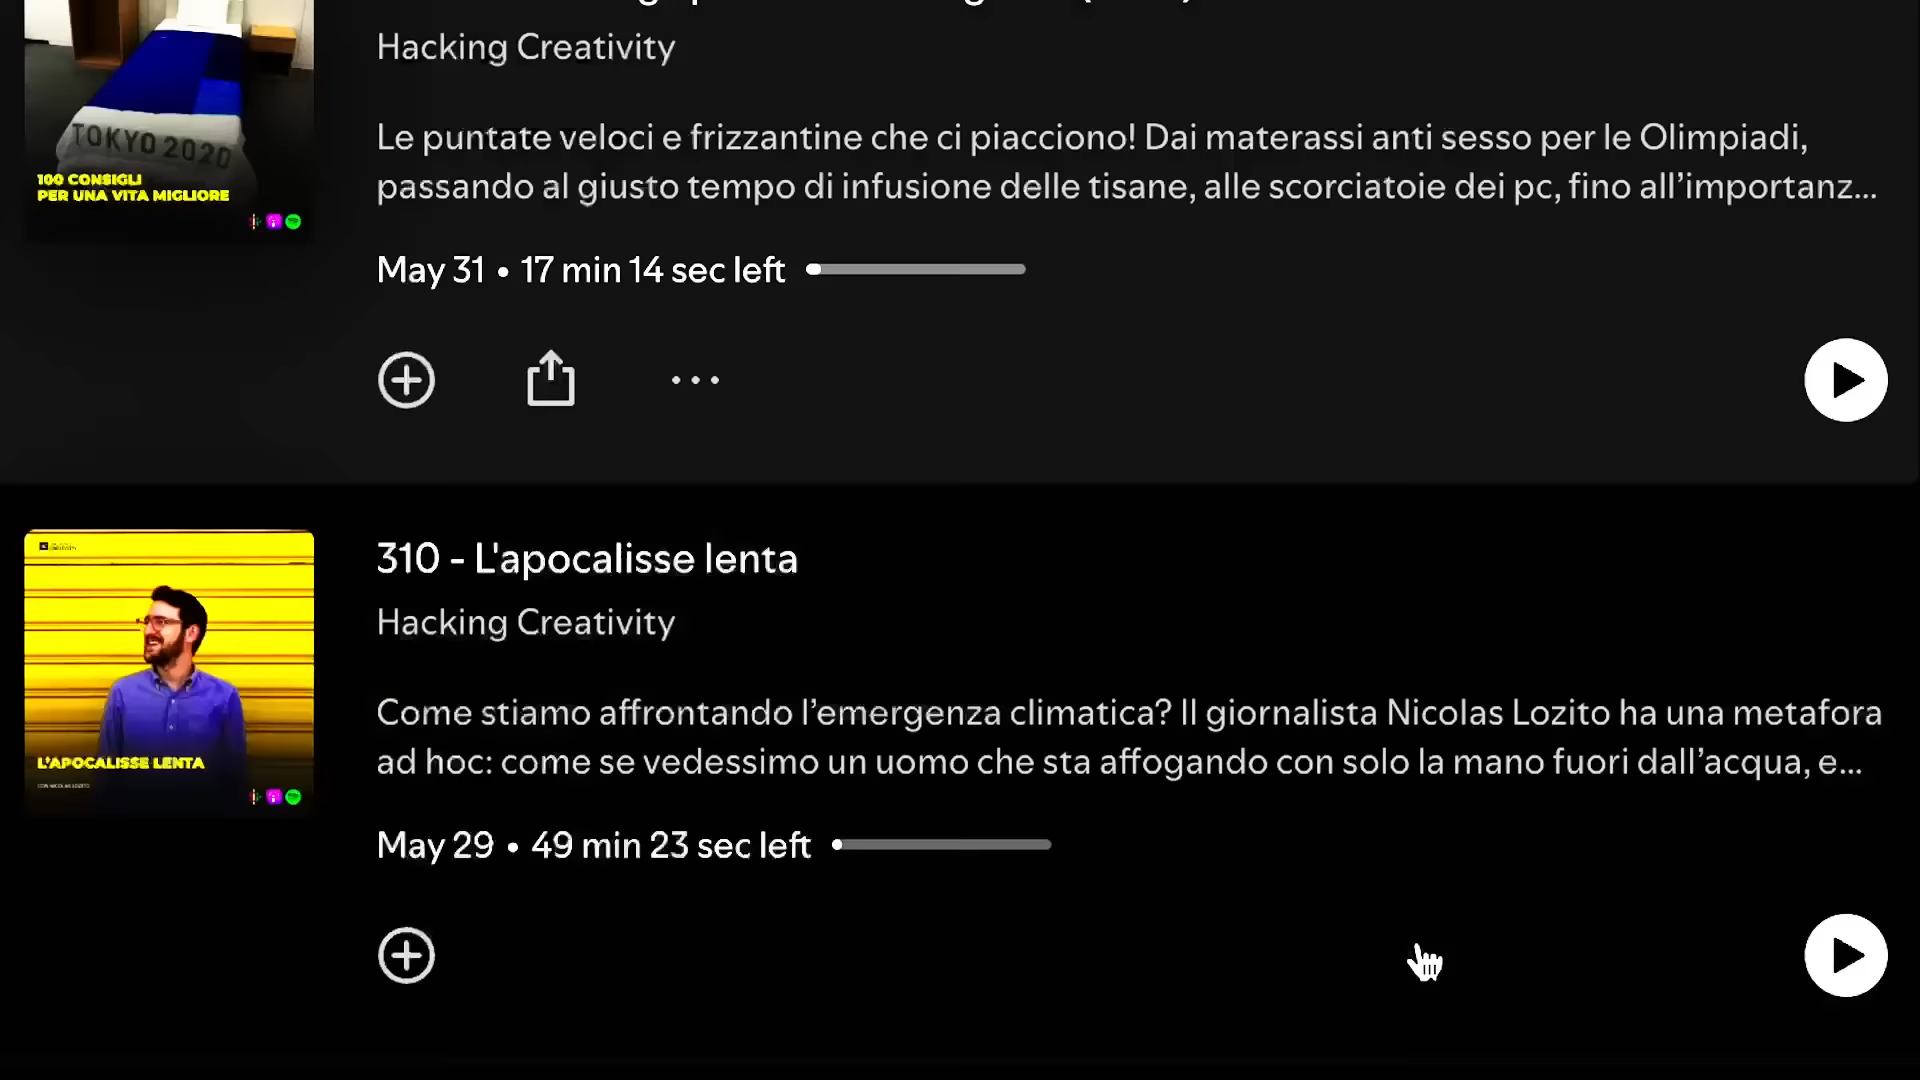 Hacking Creativity
TOKYO 2020
100 CONSIGLI
PER UNA VITA MIGLIORE
Le puntate veloci e frizzantine che ci piacciono! Dai materassi anti sesso per le Olimpiadi,
passando al giusto tempo di infusione delle tisane, alle scorciatoie dei pc, fino all’importanz...
May 31 • 17 min 14 sec left
310 - L'apocalisse lenta
Hacking Creativity
L'APOCALISSE LENTA
CON NICOLAS LOZITO
Come stiamo affrontando l’emergenza climatica? Il giornalista Nicolas Lozito ha una metafora
ad hoc: come se vedessimo un uomo che sta affogando con solo la mano fuori dall’acqua, e...
May 29 • 49 min 23 sec left